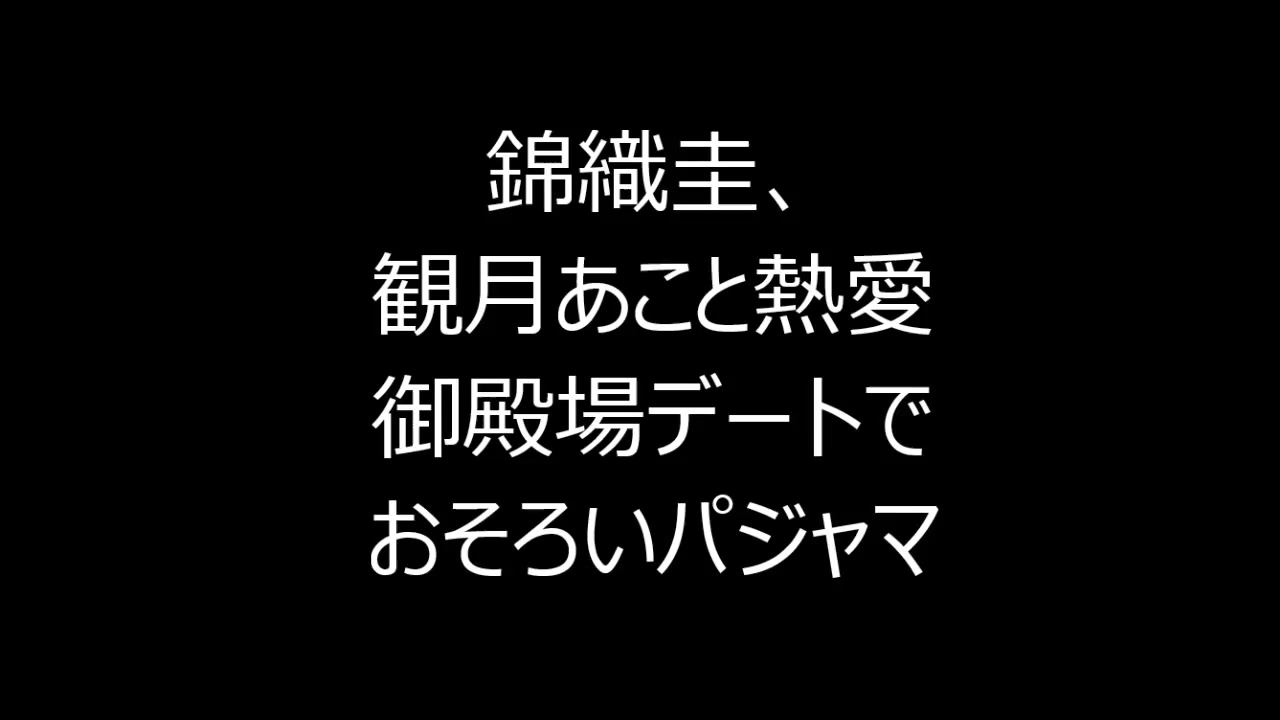 錦織圭、
観月あこと熱愛
御殿場デートで
おそろいパジャマ